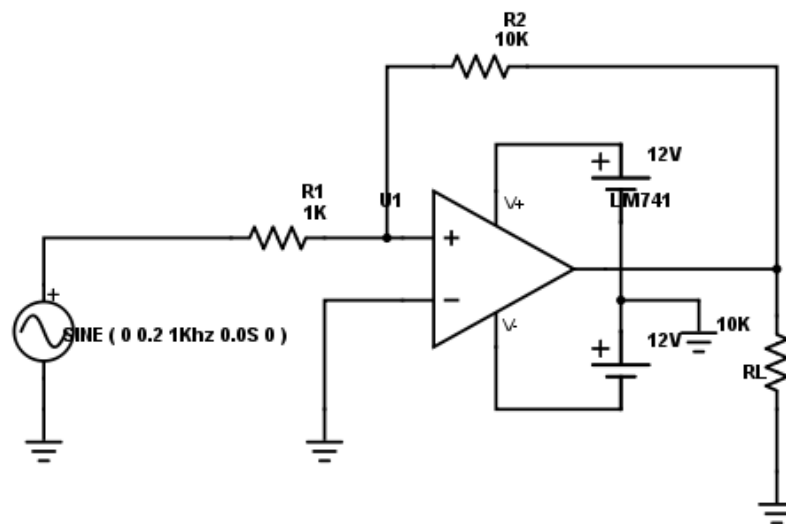 R2
10K
12V
R1
1K
U1
V+
LM741
+
+
+
−
+
SINE ( 0 0.2 1Khz 0.0S 0 )
V-
12V
10K
+
RL